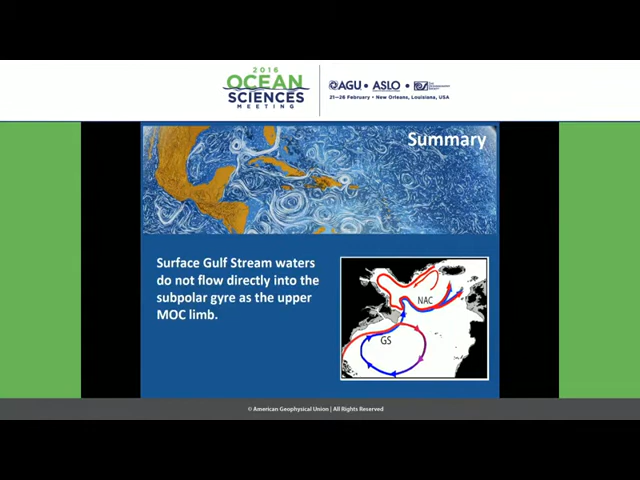 2016
OCEAN
SCIENCES
MEETING
AGU • ASLO •
21–26 February • New Orleans, Louisiana, USA
Summary
Surface Gulf Stream waters
do not flow directly into the
subpolar gyre as the upper
MOC limb.
NAC
GS
© American Geophysical Union | All Rights Reserved